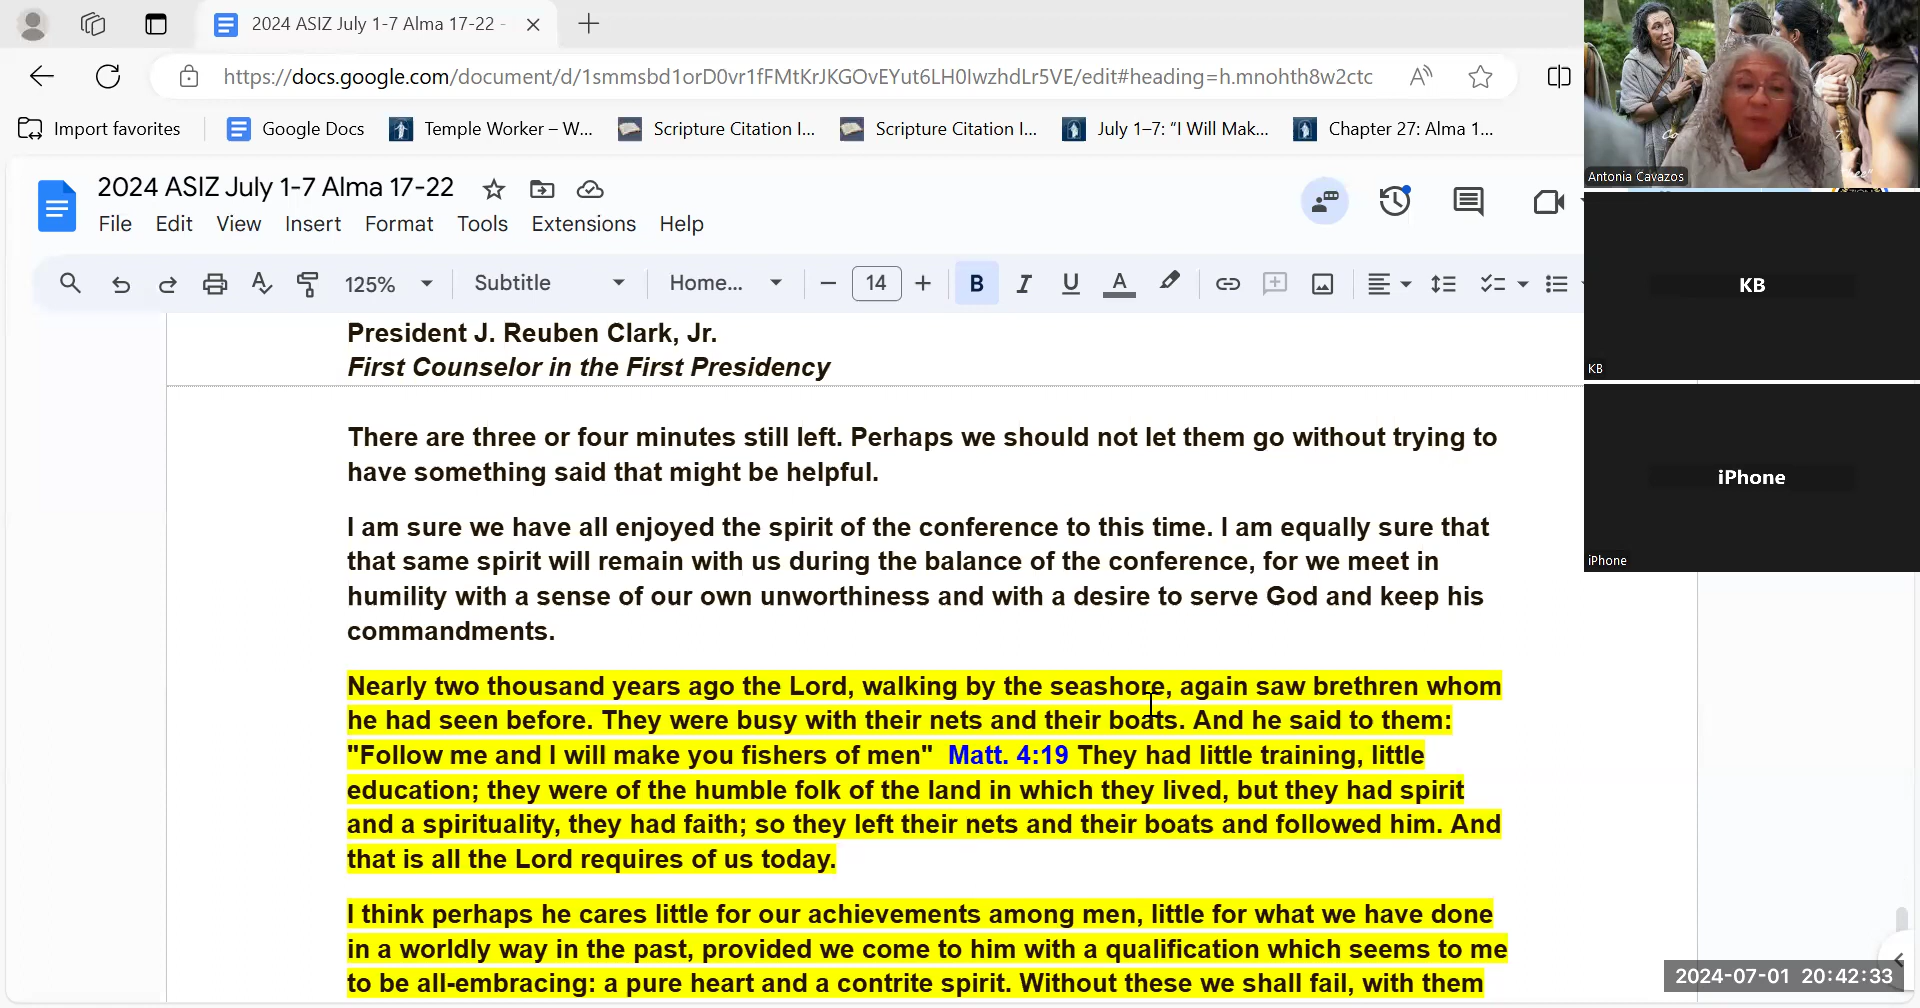 2024 ASIZ July 1-7 Alma 17-22 -
https://docs.google.com/document/d/1smmsbd1orD0vr1fFMtKrJKGOvEYut6LH0IwzhdLr5VE/edit#heading=h.mnohth8w2ctc
Import favorites
Google Docs
Temple Worker – W...
Scripture Citation I...
Scripture Citation I...
July 1–7: “I Will Mak...
Chapter 27: Alma 1...
2024 ASIZ July 1-7 Alma 17-22
File Edit View Insert Format Tools Extensions Help
125% Subtitle Home... 14 B I U A
President J. Reuben Clark, Jr.
First Counselor in the First Presidency
There are three or four minutes still left. Perhaps we should not let them go without trying to
have something said that might be helpful.
I am sure we have all enjoyed the spirit of the conference to this time. I am equally sure that
that same spirit will remain with us during the balance of the conference, for we meet in
humility with a sense of our own unworthiness and with a desire to serve God and keep his
commandments.
Nearly two thousand years ago the Lord, walking by the seashore, again saw brethren whom
he had seen before. They were busy with their nets and their boats. And he said to them:
"Follow me and I will make you fishers of men" Matt. 4:19 They had little training, little
education; they were of the humble folk of the land in which they lived, but they had spirit
and a spirituality, they had faith; so they left their nets and their boats and followed him. And
that is all the Lord requires of us today.
I think perhaps he cares little for our achievements among men, little for what we have done
in a worldly way in the past, provided we come to him with a qualification which seems to me
to be all-embracing: a pure heart and a contrite spirit. Without these we shall fail, with them
Antonia Cavazos
KB
KB
iPhone
iPhone
2024-07-01 20:42:33